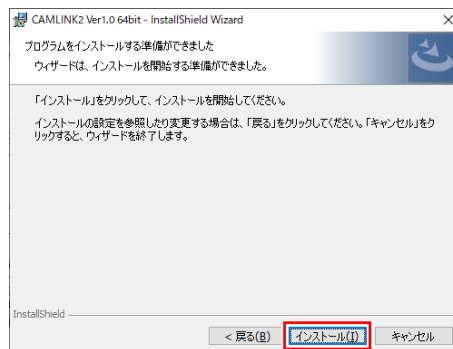 CAMLINK2 Ver1.0 64bit - InstallShield Wizard
プログラムをインストールする準備ができました
ウィザードは、インストールを開始する準備ができました。
「インストール」をクリックして、インストールを開始してください。
インストールの設定を参照したり変更する場合は、「戻る」をクリックしてください。「キャンセル」をク
リックすると、ウィザードを終了します。
InstallShield
< 戻る(B) インストール(I) キャンセル